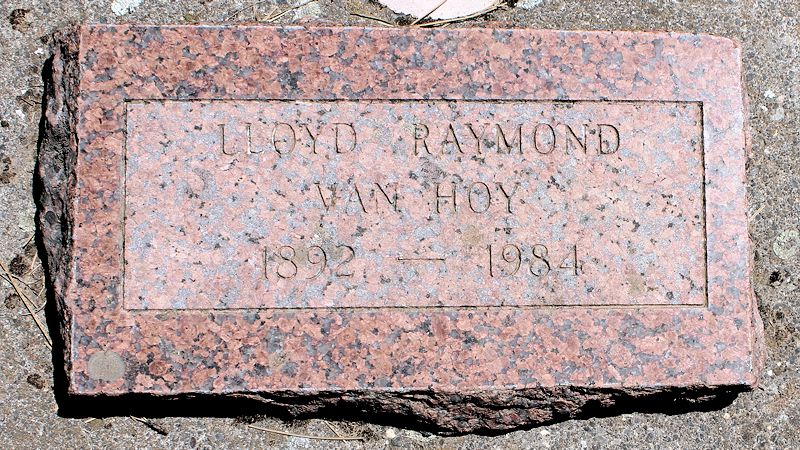 LLOYD RAYMOND
VAN HOY
1892 — 1984